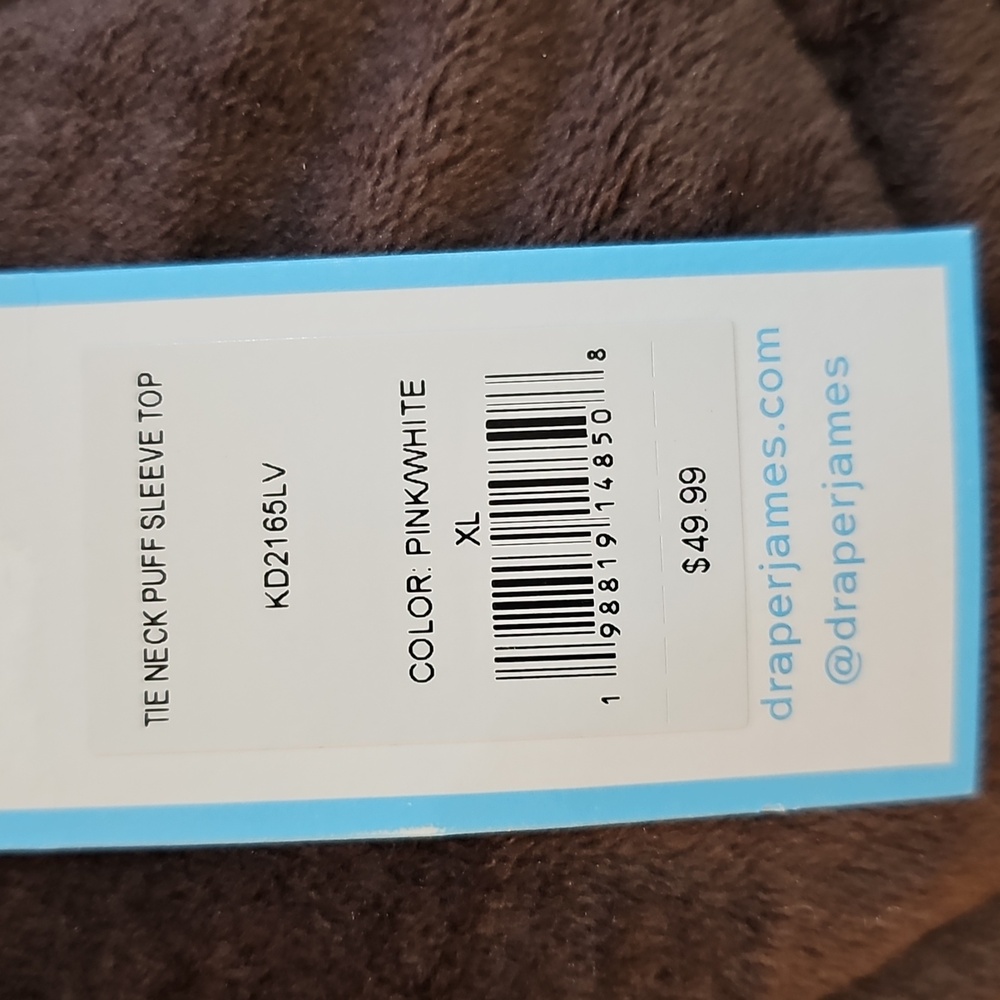 TIE NECK PUFF SLEEVE TOP
KD2165LV
COLOR: PINK/WHITE
XL
1 98819 14850 8
$49.99
draperjames.com
@draperjames